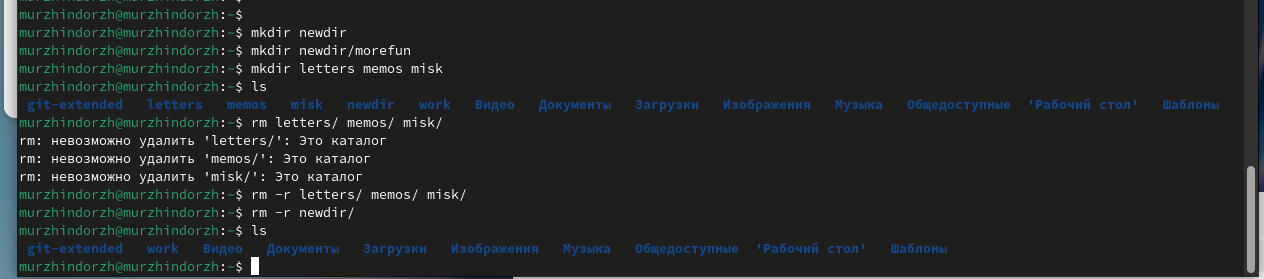 murzhindorzh@murzhindorzh:~$
murzhindorzh@murzhindorzh:~$ mkdir newdir
murzhindorzh@murzhindorzh:~$ mkdir newdir/morefun
murzhindorzh@murzhindorzh:~$ mkdir letters memos misk
murzhindorzh@murzhindorzh:~$ ls
git-extended letters memos misk newdir work Видео Документы Загрузки Изображения Музыка Общедоступные 'Рабочий стол' Шаблоны
murzhindorzh@murzhindorzh:~$ rm letters/ memos/ misk/
rm: невозможно удалить 'letters/': Это каталог
rm: невозможно удалить 'memos/': Это каталог
rm: невозможно удалить 'misk/': Это каталог
murzhindorzh@murzhindorzh:~$ rm -r letters/ memos/ misk/
murzhindorzh@murzhindorzh:~$ rm -r newdir/
murzhindorzh@murzhindorzh:~$ ls
git-extended work Видео Документы Загрузки Изображения Музыка Общедоступные 'Рабочий стол' Шаблоны
murzhindorzh@murzhindorzh:~$